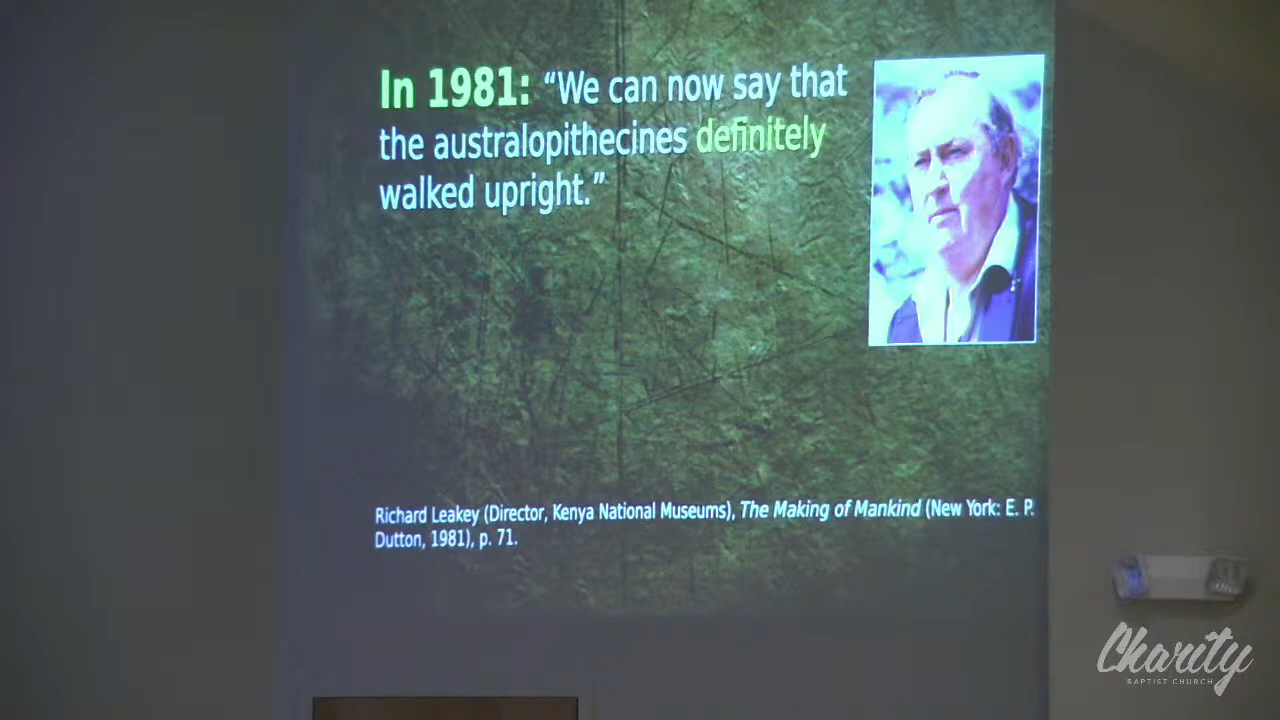 In 1981: “We can now say that
the australopithecines definitely
walked upright.”
Richard Leakey (Director, Kenya National Museums), The Making of Mankind (New York: E. P.
Dutton, 1981), p. 71.
Charity
BAPTIST CHURCH